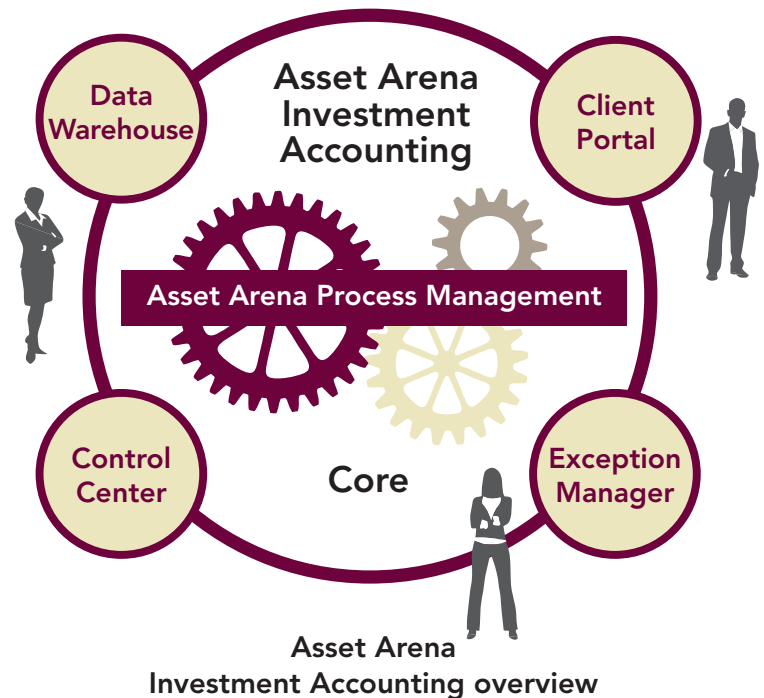 Data
Warehouse
Asset Arena
Investment
Accounting
Client
Portal
Asset Arena Process Management
Control
Center
Core
Exception
Manager
Asset Arena
Investment Accounting overview